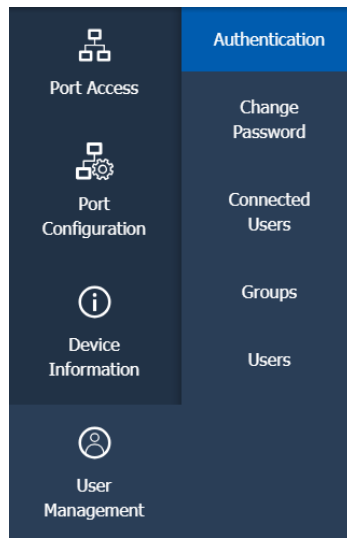 Port Access
Port
Configuration
Device
Information
User
Management
Authentication
Change
Password
Connected
Users
Groups
Users